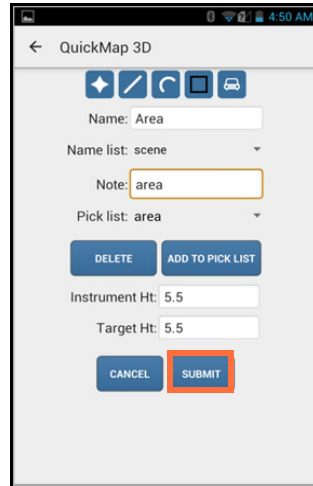 4:50 AM
QuickMap 3D
Name: Area
Name list: scene
Note: area
Pick list: area
DELETE ADD TO PICK LIST
Instrument Ht: 5.5
Target Ht: 5.5
CANCEL SUBMIT